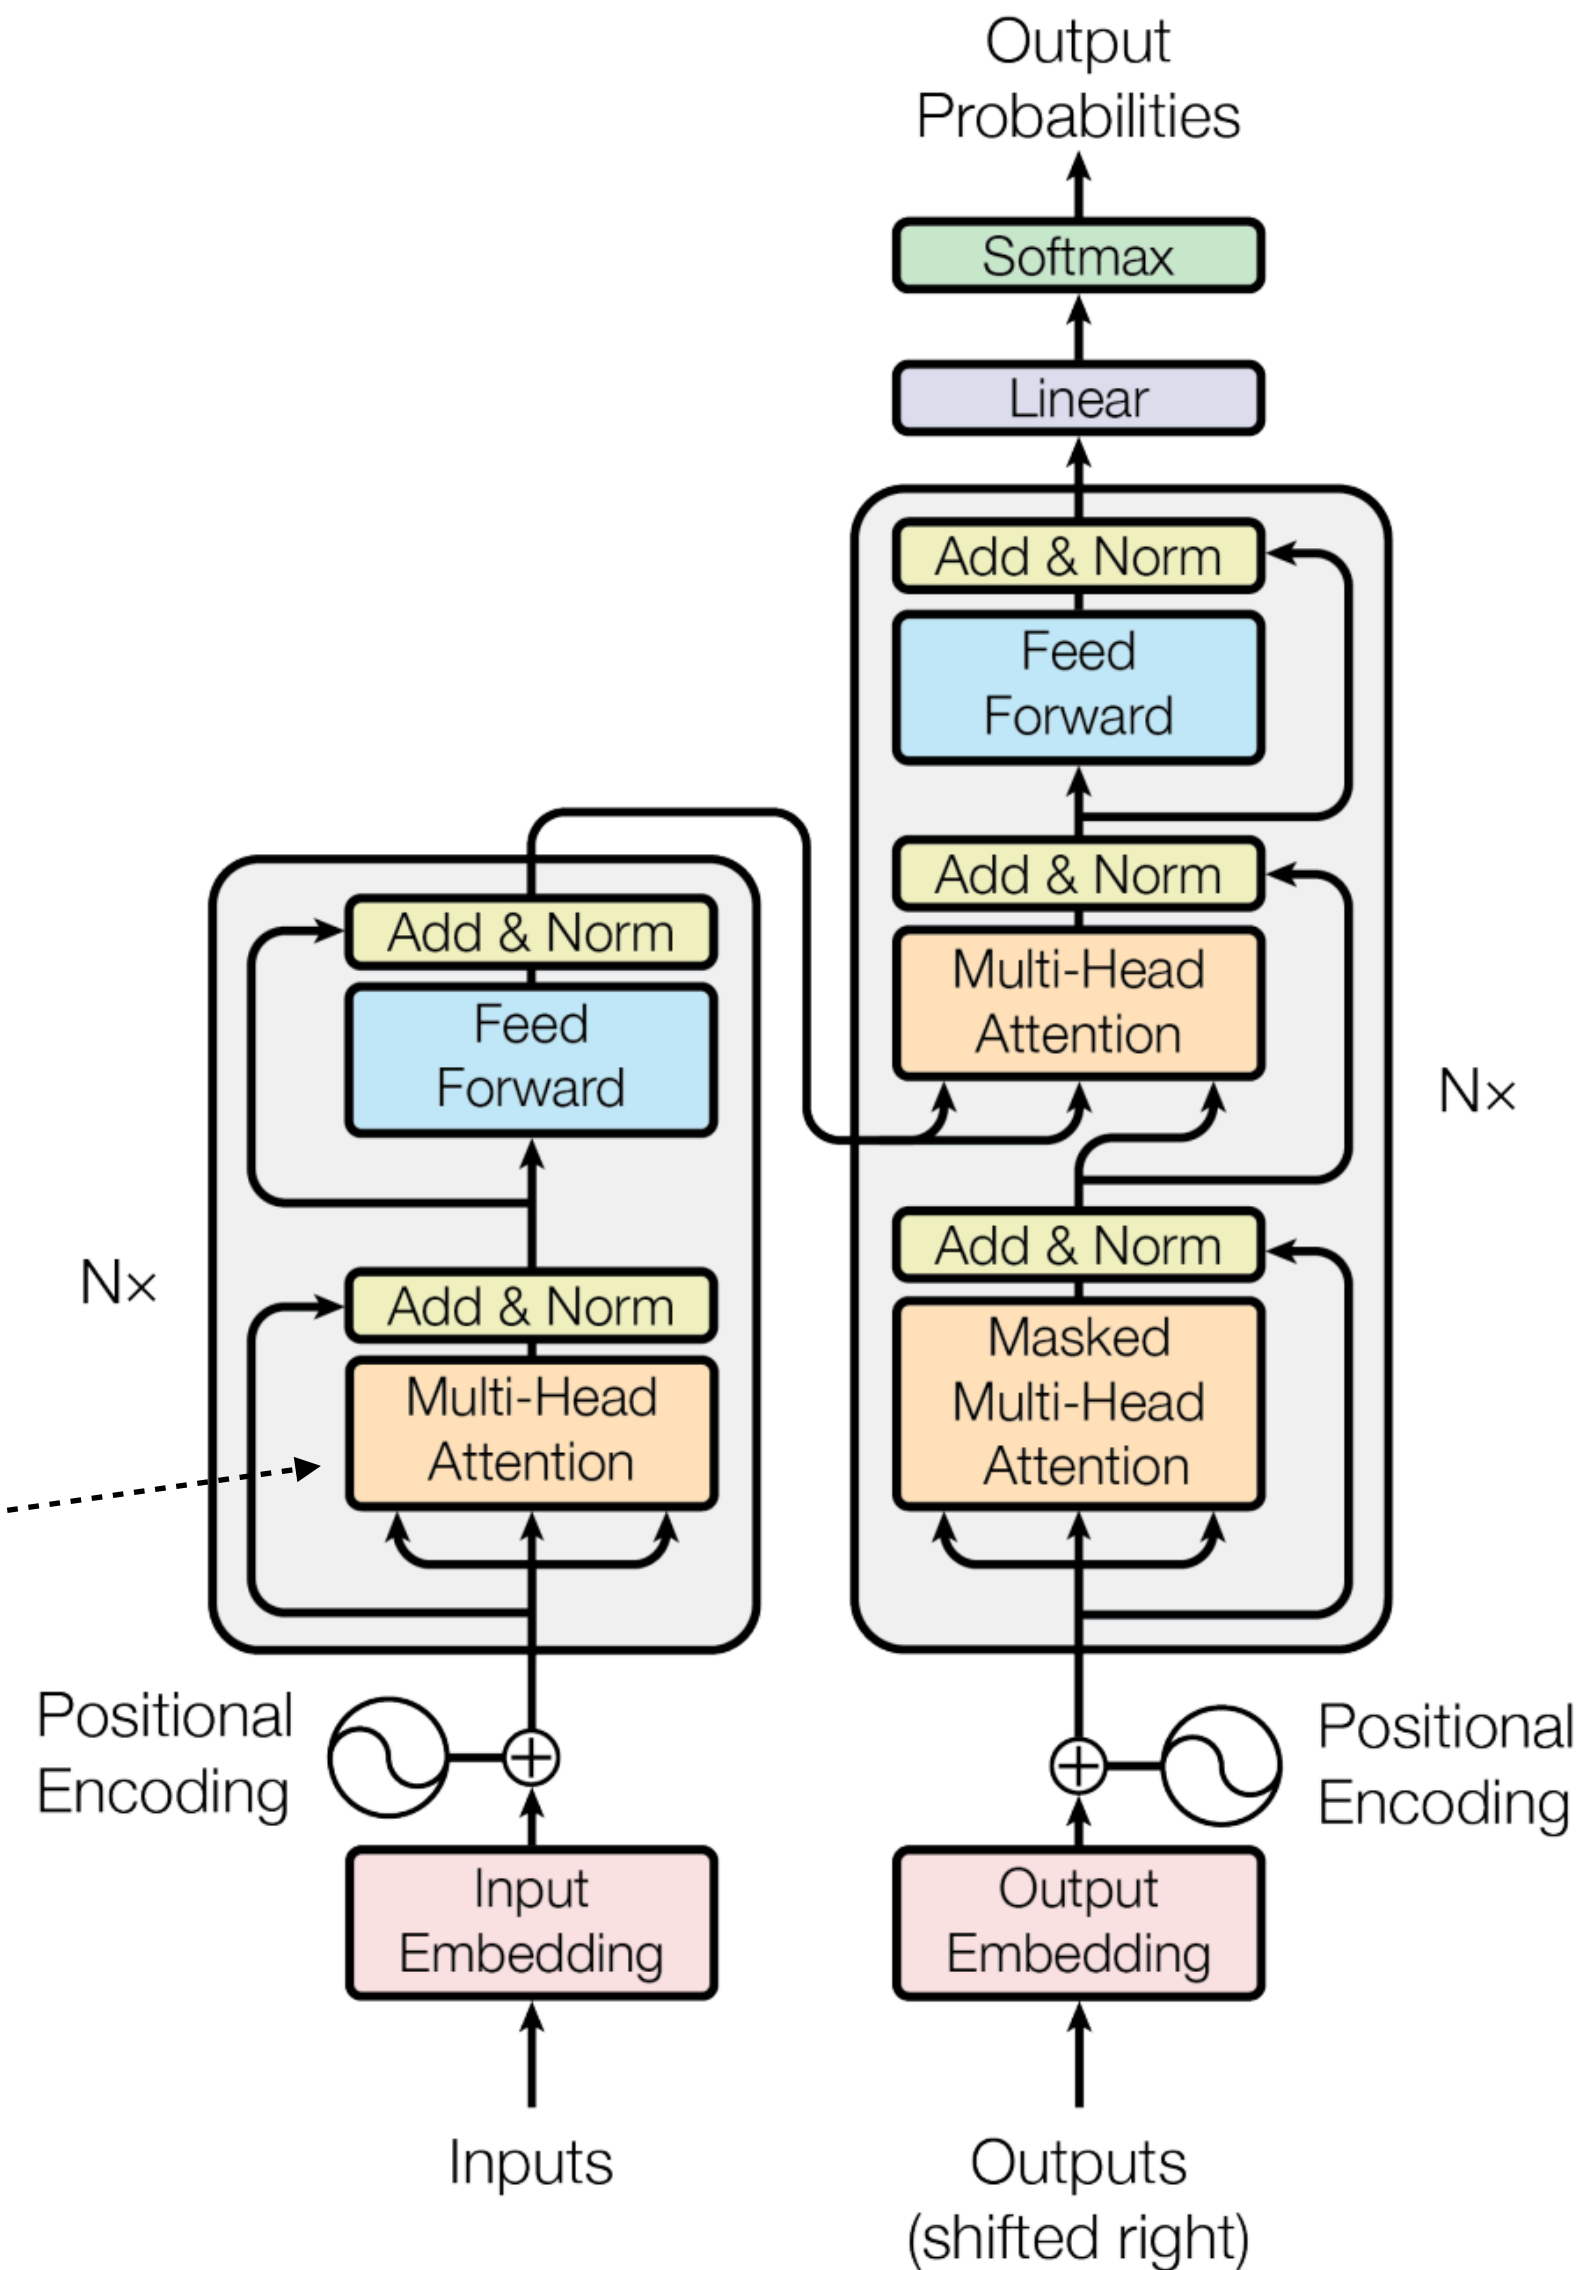 Output
Probabilities
Softmax
Linear
Add & Norm
Feed
Forward
Add & Norm
Multi-Head
Attention
Add & Norm
Masked
Multi-Head
Attention
N×
Add & Norm
Feed
Forward
Add & Norm
Multi-Head
Attention
N×
Positional
Encoding
Positional
Encoding
Input
Embedding
Output
Embedding
Inputs
Outputs
(shifted right)